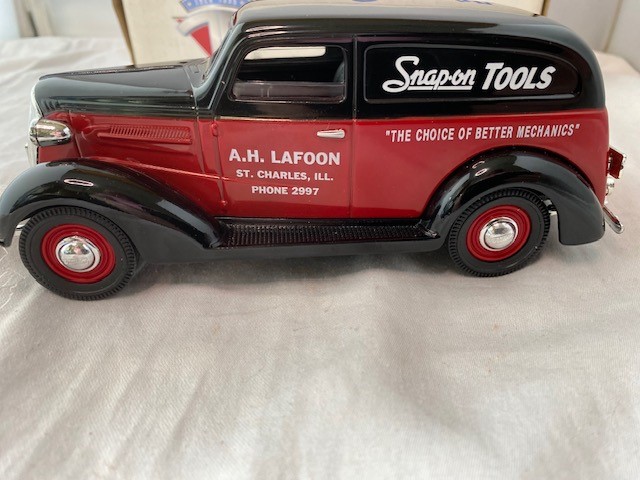 Snap-on TOOLS
"THE CHOICE OF BETTER MECHANICS"
A.H. LAFOON
ST. CHARLES, ILL.
PHONE 2997